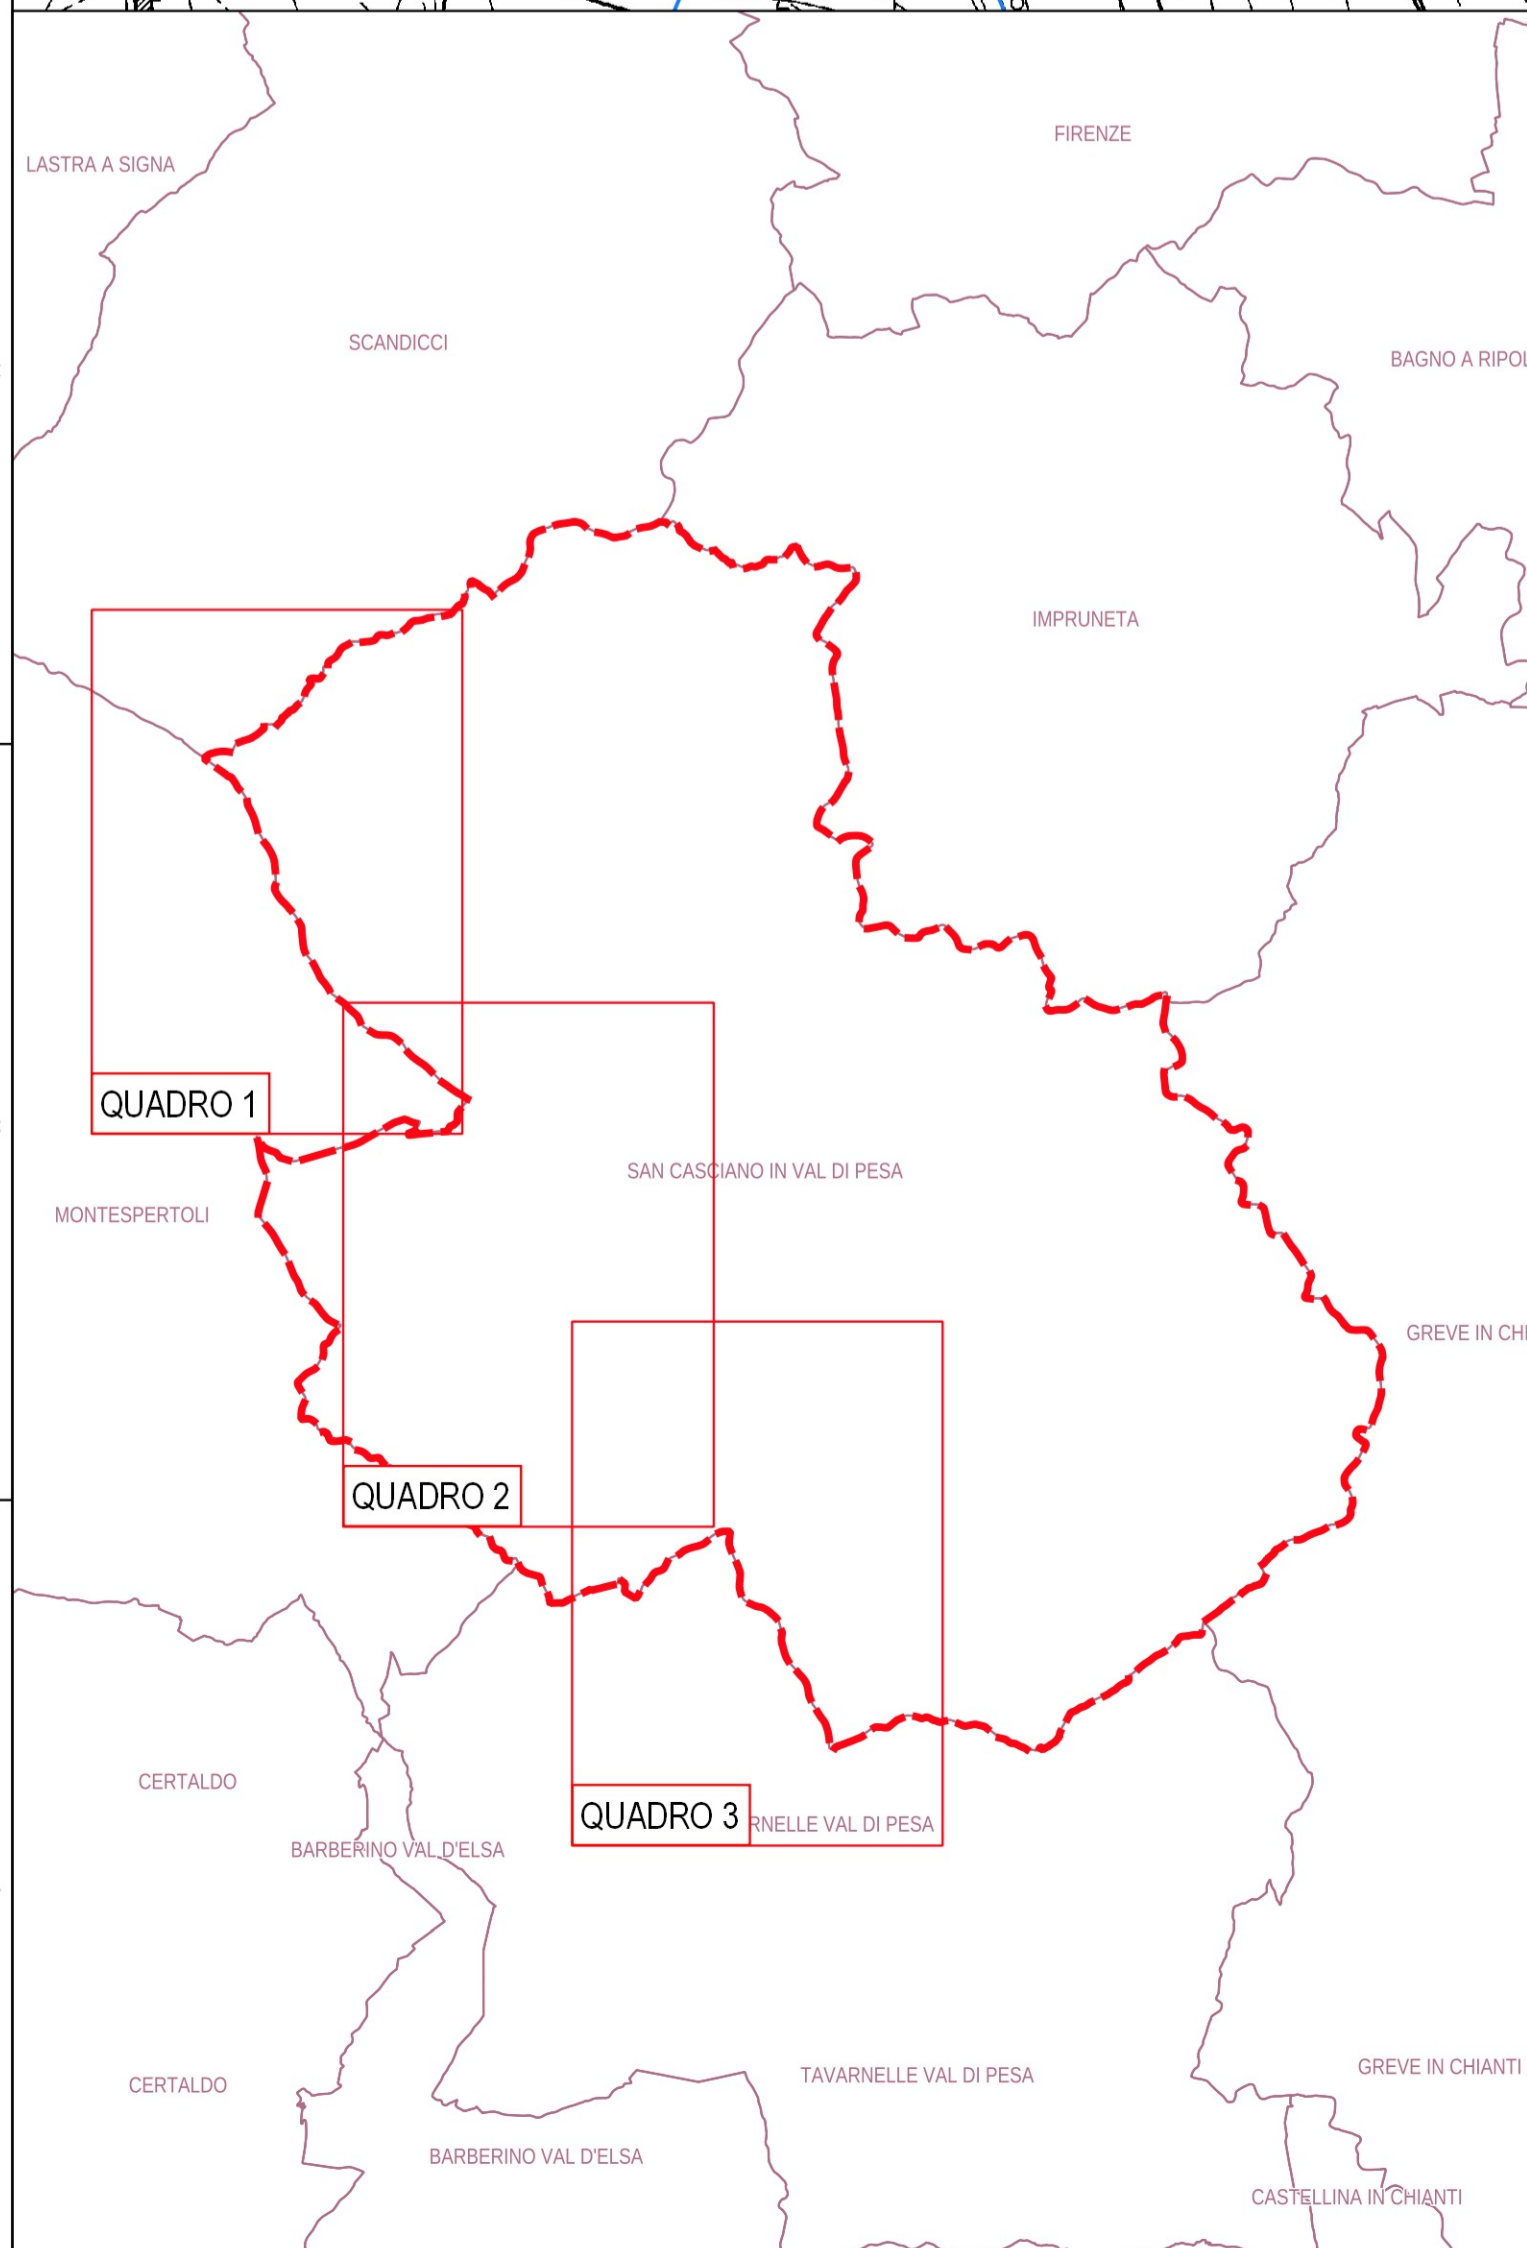 FIRENZE
LASTRA A SIGNA
SCANDICCI
BAGNO A RIPOL
IMPRUNETA
QUADRO 1
SAN CASCIANO IN VAL DI PESA
MONTESPERTOLI
GREVE IN CHI
QUADRO 2
CERTALDO
QUADRO 3
RNELLE VAL DI PESA
BARBERINO VAL D'ELSA
GREVE IN CHIANTI
TAVARNELLE VAL DI PESA
CERTALDO
BARBERINO VAL D'ELSA
CASTELLINA IN CHIANTI